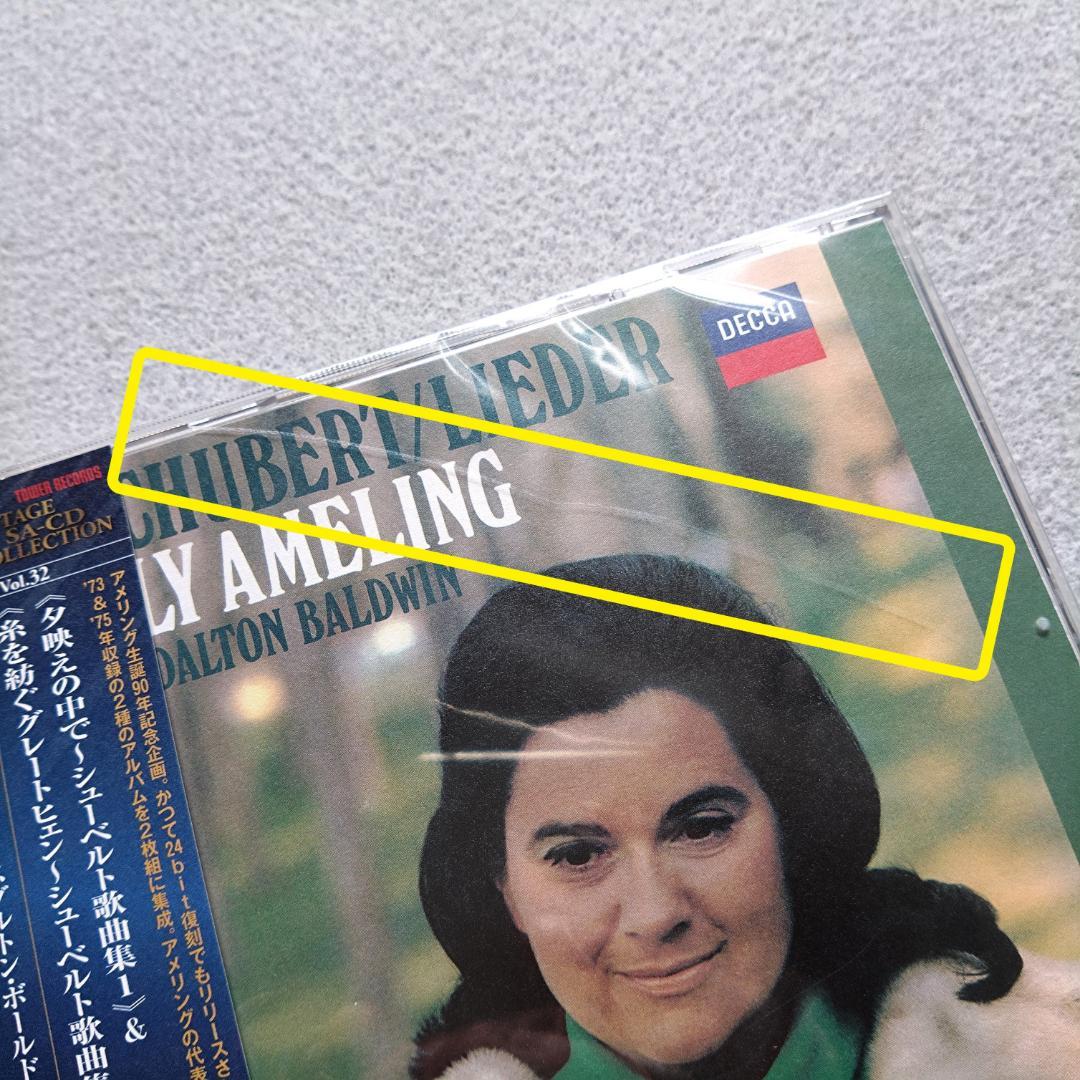 DECCA
CHUBERT/LIEDER
LY AMELING
DALTON BALDWIN
TOWER RECORDS
TAGE
SA-CD
OLLECTION
Vol.32
アメリング生誕90年記念企画。かつて24bit復刻でもリリースさ
'73&'75年収録の2種のアルバムを2枚組に集成。アメリングの代表
《夕映えの中で〜シューベルト歌曲集1》&
《糸を紡ぐグレートヒェン〜シューベルト歌曲集
ダルトン・ボールド